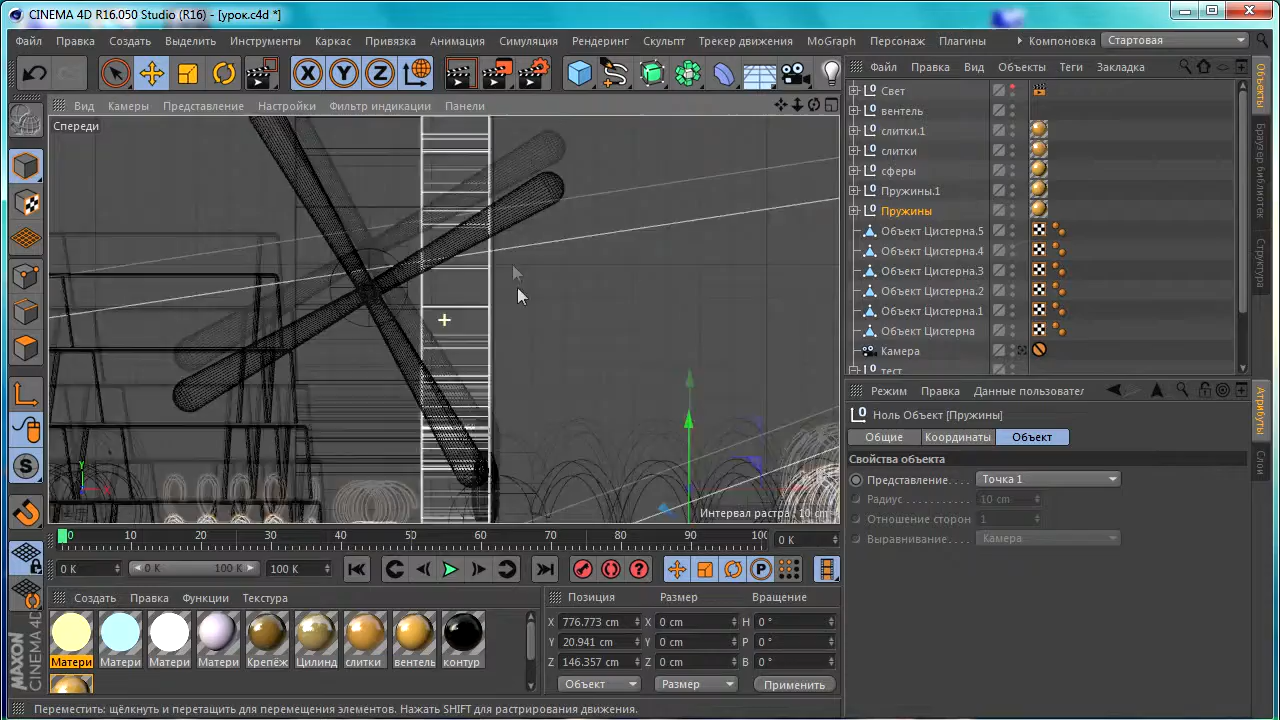 CINEMA 4D R16.050 Studio (R16) - [урок.c4d *]
Файл Правка Создать Выделить Инструменты Каркас Привязка Анимация Симуляция Рендеринг Скульпт Трекер движения MoGraph Персонаж Плагины Компоновка Стартовая
X Y Z
Файл Правка Вид Объекты Теги Закладка
Вид Камеры Представление Настройки Фильтр индикации Панели
Спереди
Свет
вентель
слитки.1
слитки
сферы
Пружины.1
Пружины
Объект Цистерна.5
Объект Цистерна.4
Объект Цистерна.3
Объект Цистерна.2
Объект Цистерна.1
Объект Цистерна
Камера
тест
Объекты
Браузер библиотек
Структура
Режим Правка Данные пользовател
Ноль Объект [Пружины]
Общие Координаты Объект
Свойства объекта
Представление. . . . Точка 1
Радиус . . . . . . . . . . . 10 cm
Отношение сторон 1
Выравнивание. . . . Камера
Атрибуты
Слои
Y
Интервал растра : 10 cm
0 10 20 30 40 50 60 70 80 90 100 0 K
0 K 0 K 100 K 100 K
P
S
Создать Правка Функции Текстура
Матери Матери Матери Матери Крепёж Цилинд слитки вентель контур
Позиция Размер Вращение
X 776.773 cm X 0 cm H 0 °
Y 20.941 cm Y 0 cm P 0 °
Z 146.357 cm Z 0 cm B 0 °
Объект Размер Применить
MAXON
CINEMA 4D
Переместить: щёлкнуть и перетащить для перемещения элементов. Нажать SHIFT для растрирования движения.